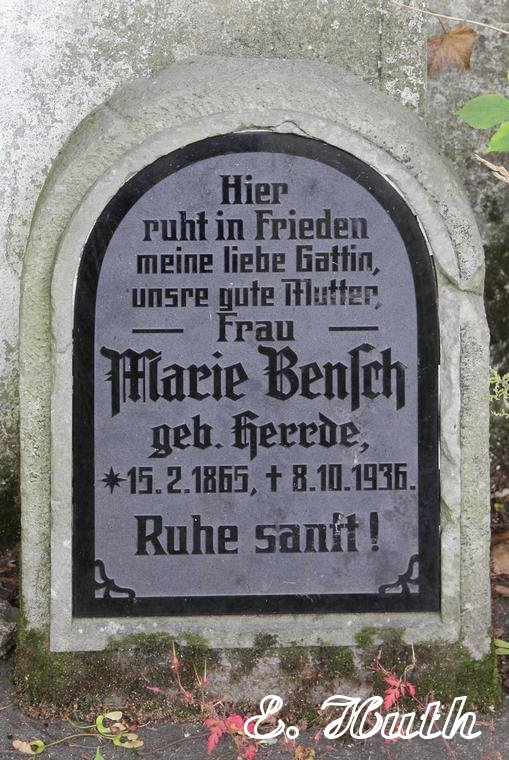 Hier
ruht in Frieden
meine liebe Gattin,
unsre gute Mutter,
Frau
Marie Bensch
geb. Herrde,
✶15.2.1865, † 8.10.1936.
Ruhe sanft!
E. Huth